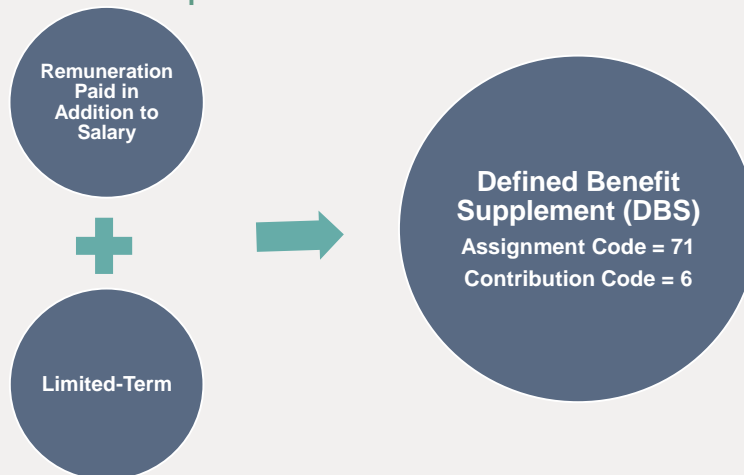 Remuneration
Paid in
Addition to
Salary
Limited-Term
Defined Benefit
Supplement (DBS)
Assignment Code = 71
Contribution Code = 6